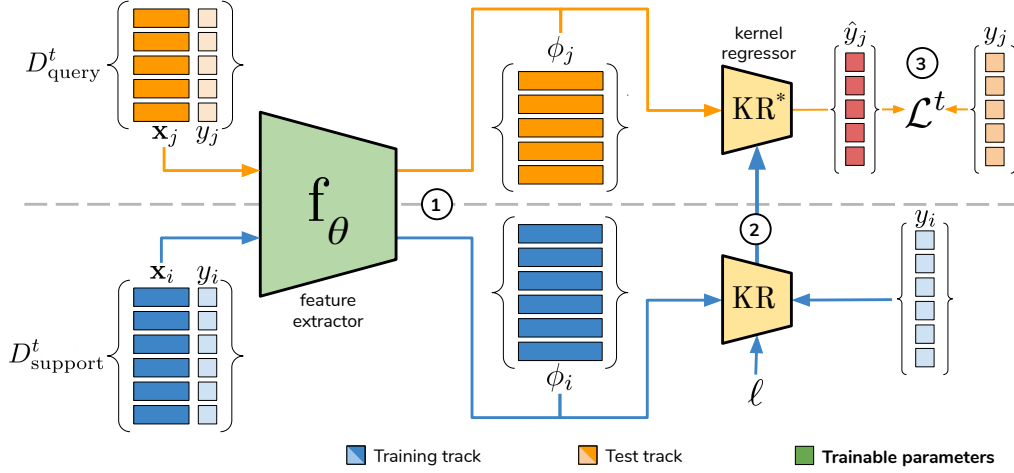 D^t_query
x_j y_j
x_i y_i
D^t_support
f_θ
feature
extractor
1
ϕ_j
ϕ_i
kernel
regressor
KR*
2
KR
ℓ
ŷ_j
3
ℒ^t
y_j
y_i
Training track
Test track
Trainable parameters